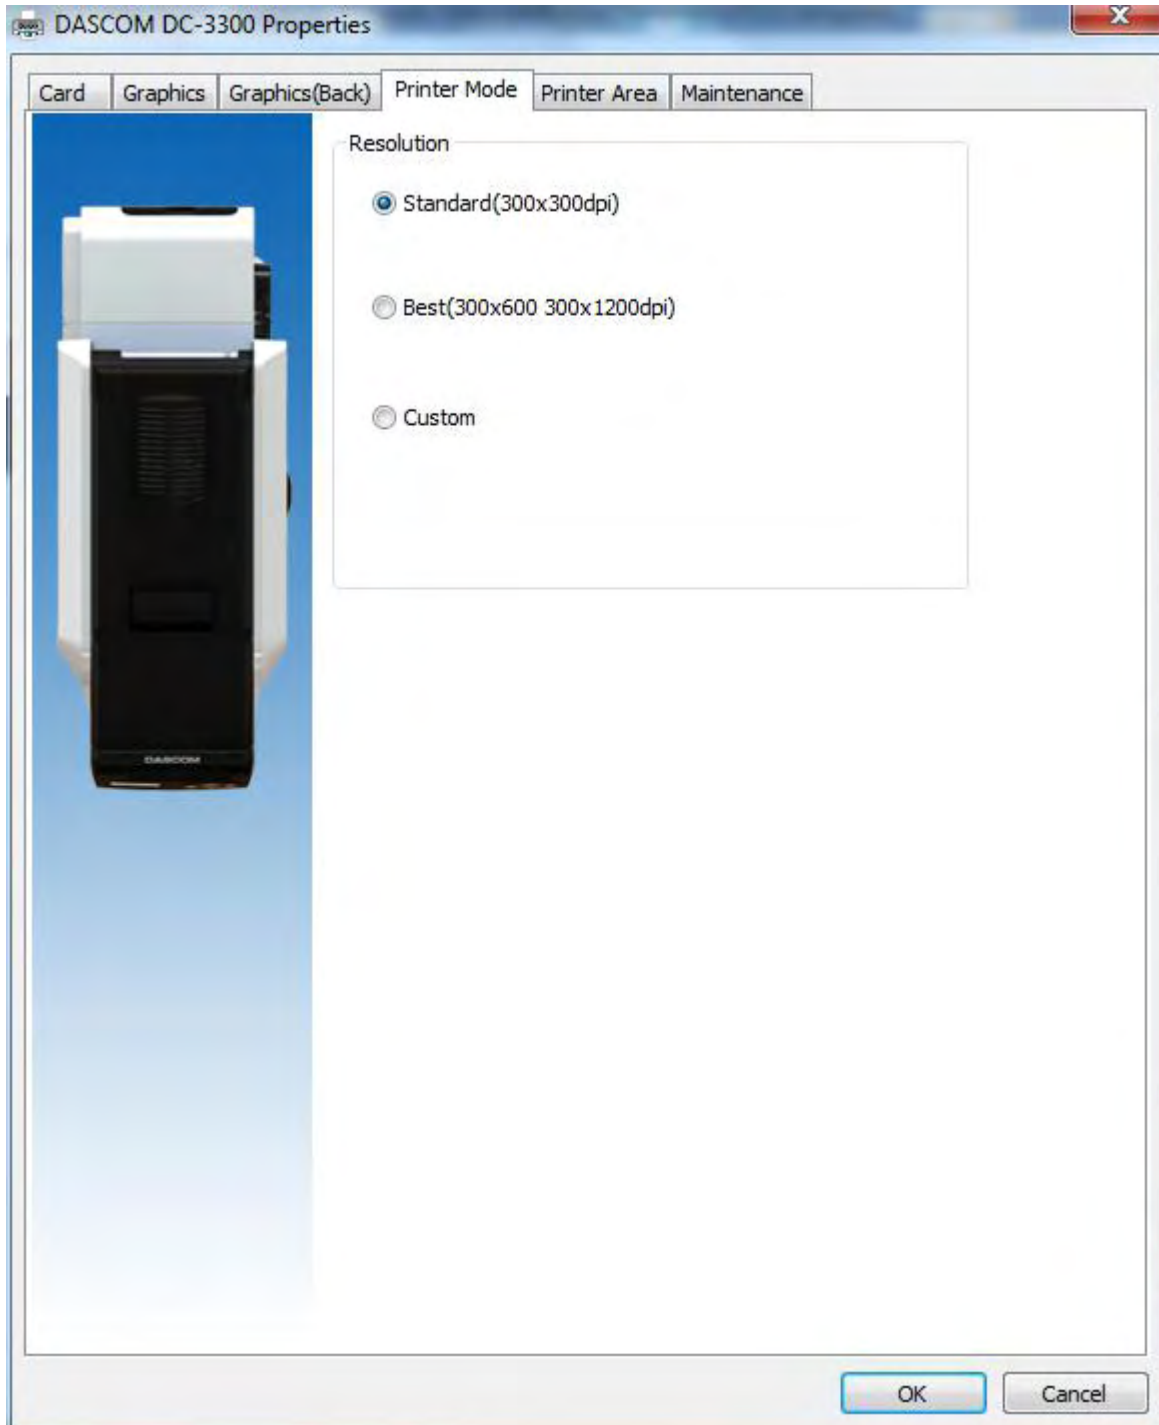 DASCOM DC-3300 Properties
Card Graphics Graphics(Back) Printer Mode Printer Area Maintenance
Resolution
Standard(300x300dpi)
Best(300x600 300x1200dpi)
Custom
DASCOM
OK Cancel